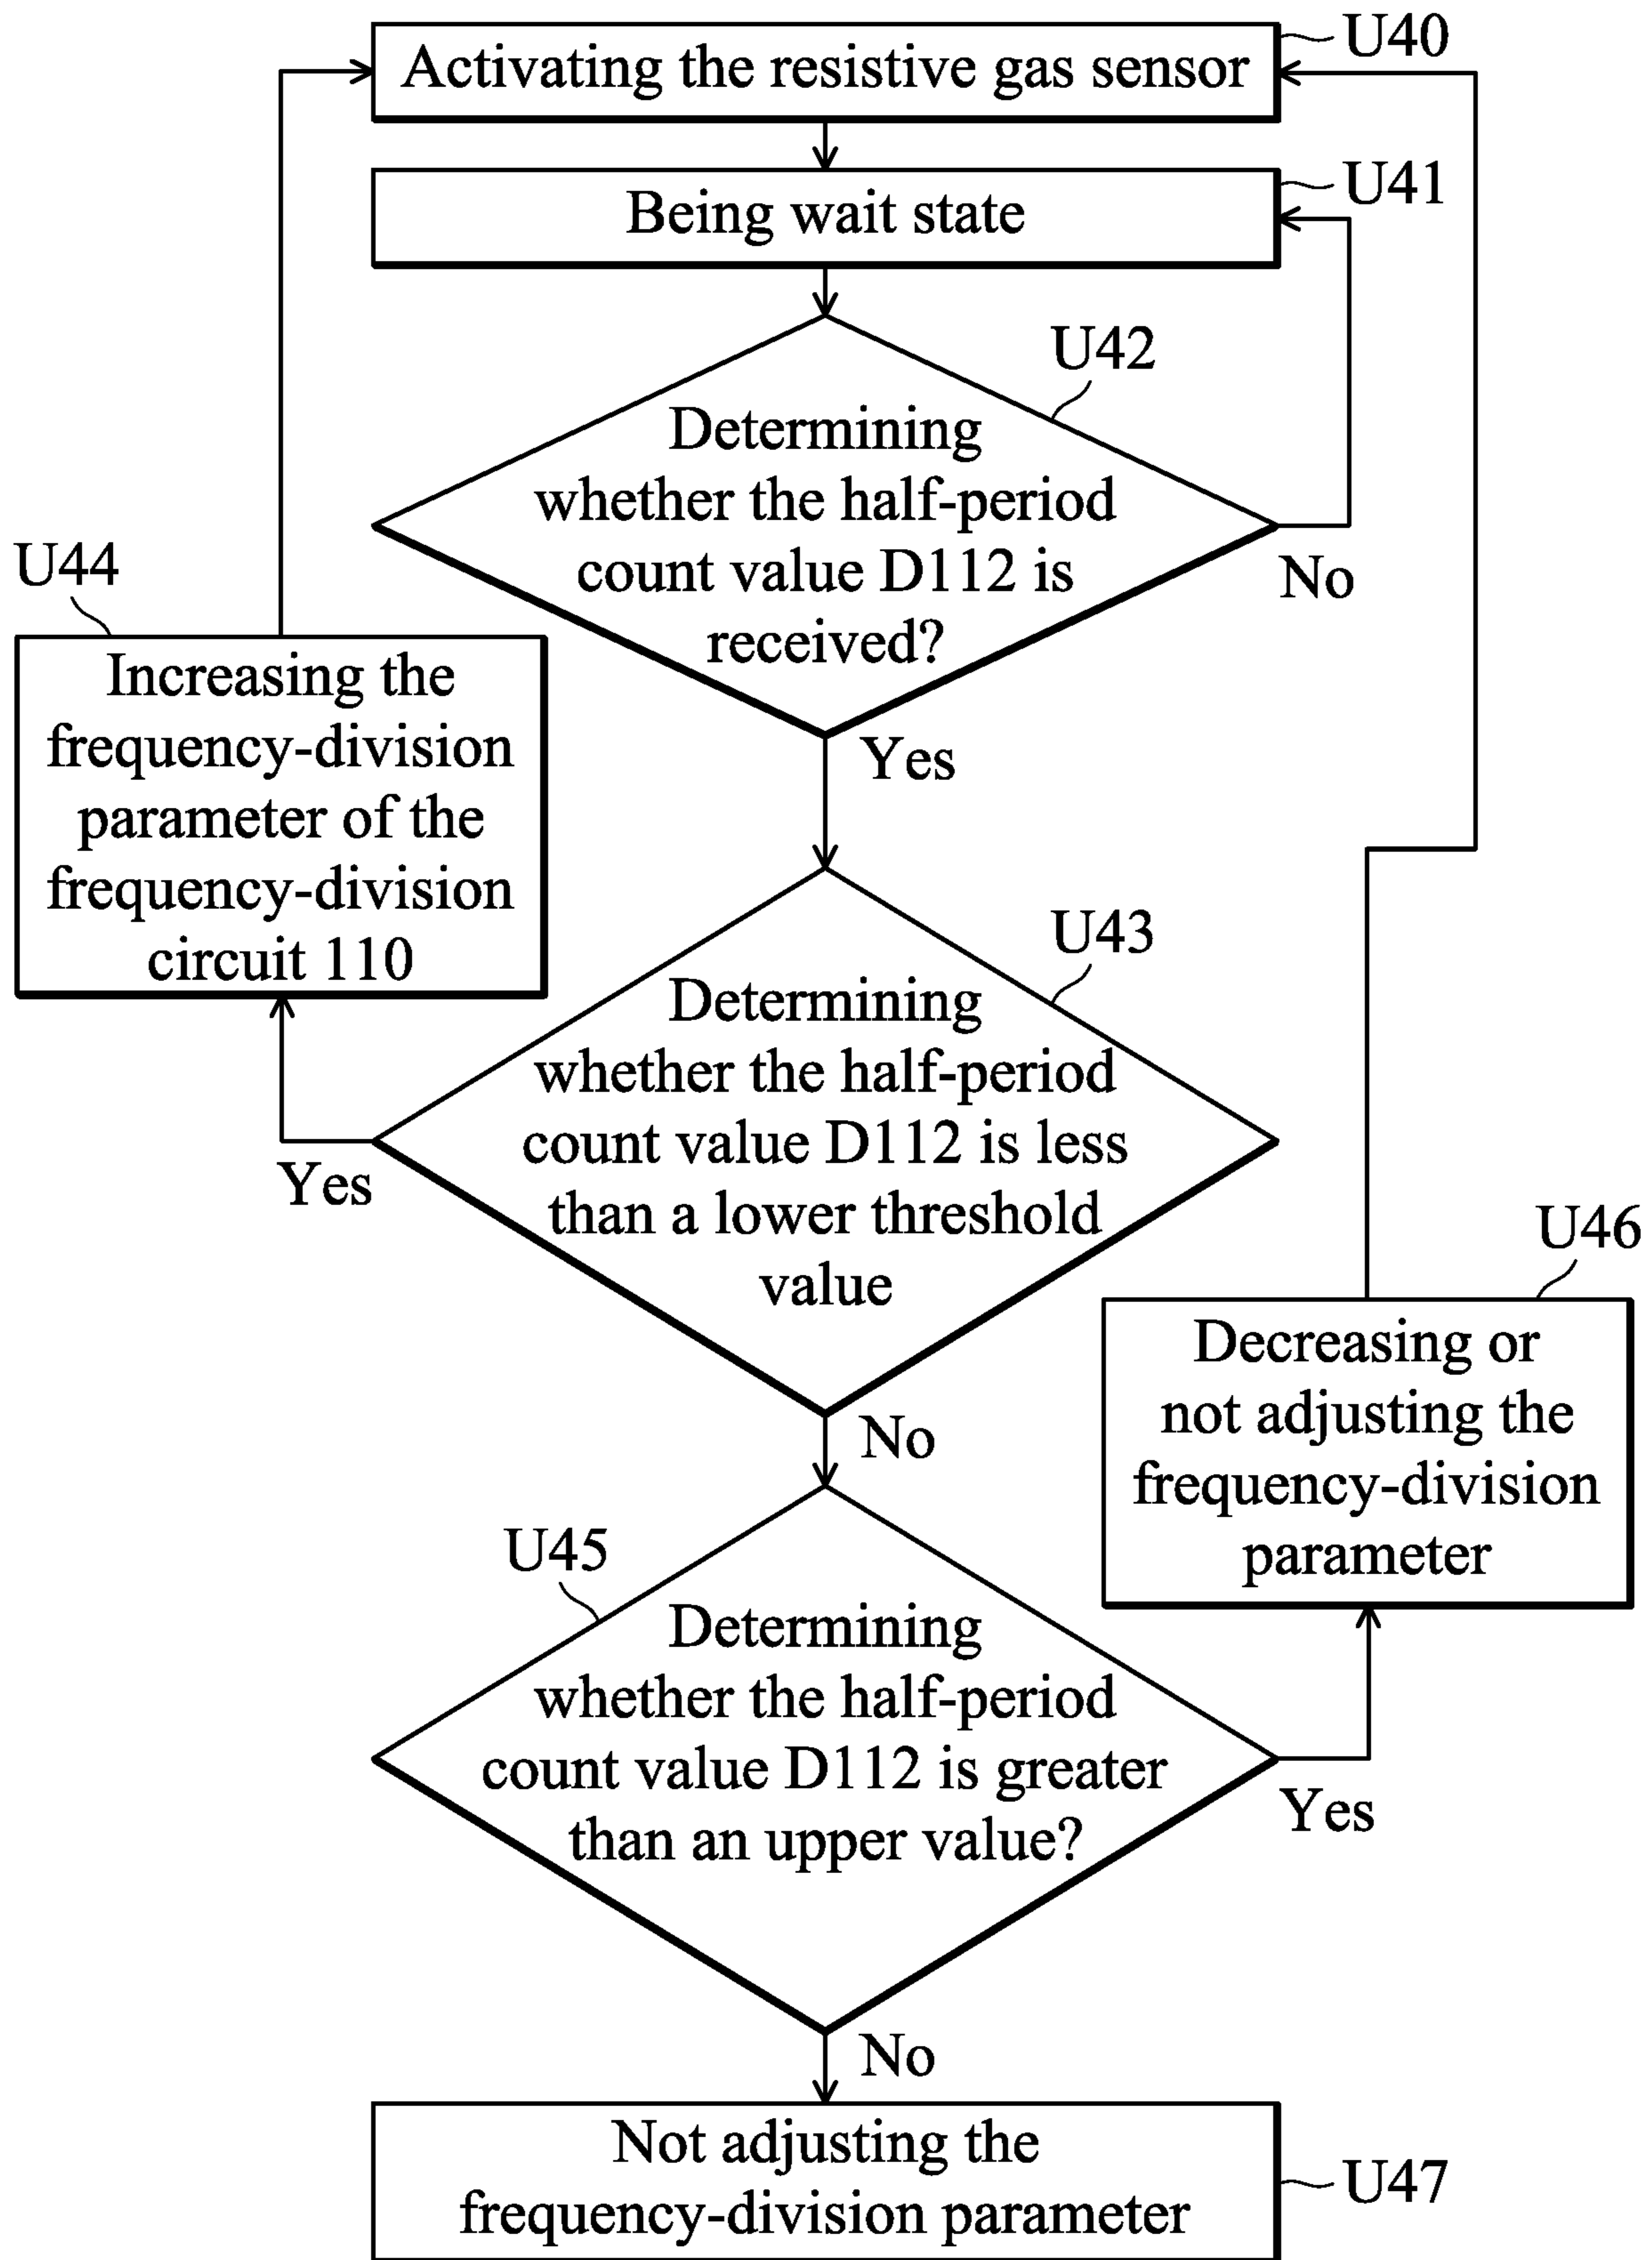 U40
Activating the resistive gas sensor
U41
Being wait state
U42
Determining
whether the half-period
count value D112 is
received?
No
Yes
U44
Increasing the
frequency-division
parameter of the
frequency-division
circuit 110
U43
Determining
whether the half-period
count value D112 is less
than a lower threshold
value
Yes
No
U46
Decreasing or
not adjusting the
frequency-division
parameter
U45
Determining
whether the half-period
count value D112 is greater
than an upper value?
Yes
No
Not adjusting the
frequency-division parameter
U47